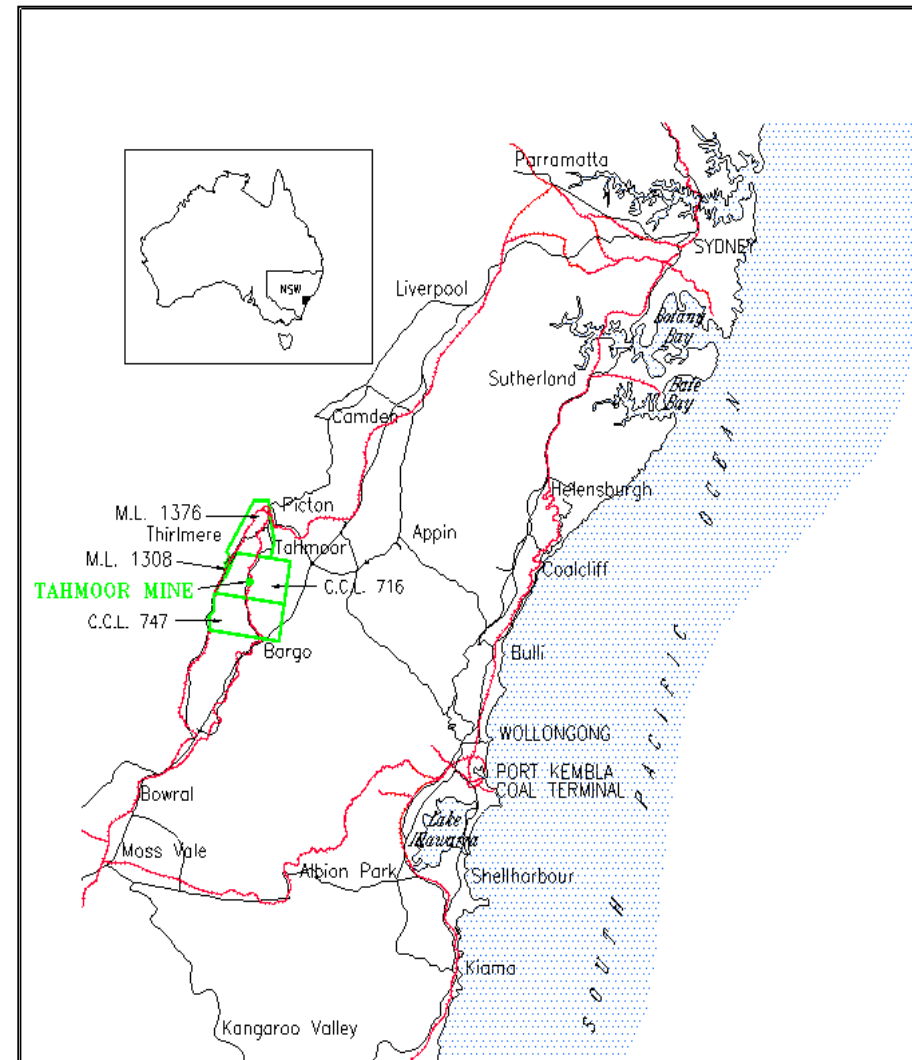 Parramatta
SYDNEY
NSW
Liverpool
Botany
Bay
Sutherland
Bate
Bay
Camden
Helensburgh
M.L. 1376
Picton
Thirlmere
Appin
Tahmoor
M.L. 1308
Coalcliff
TAHMOOR MINE
C.C.L. 716
C.C.L. 747
Bargo
Bulli
WOLLONGONG
PORT KEMBLA
COAL TERMINAL
Bowral
Lake
Illawarra
Moss Vale
Albion Park
Shellharbour
Kiama
Kangaroo Valley
SOUTH PACIFIC OCEAN